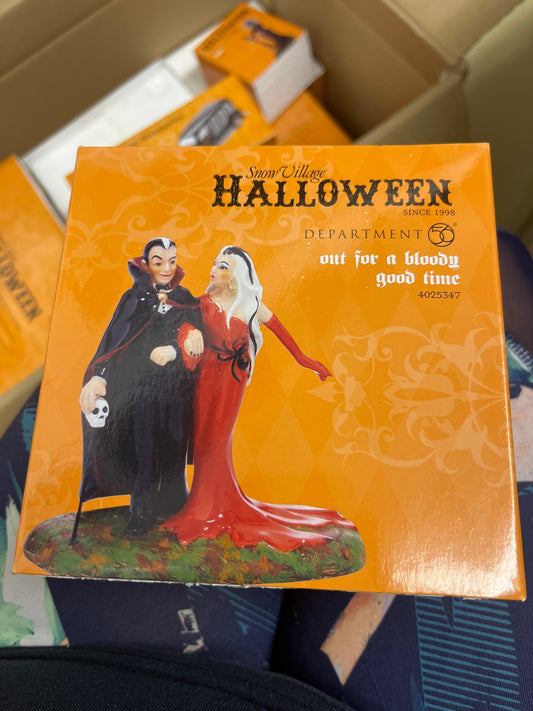 Snow Village
HALLOWEEN
SINCE 1998
DEPARTMENT 56®
out for a bloody
good time
4025347
HALLOWEEN